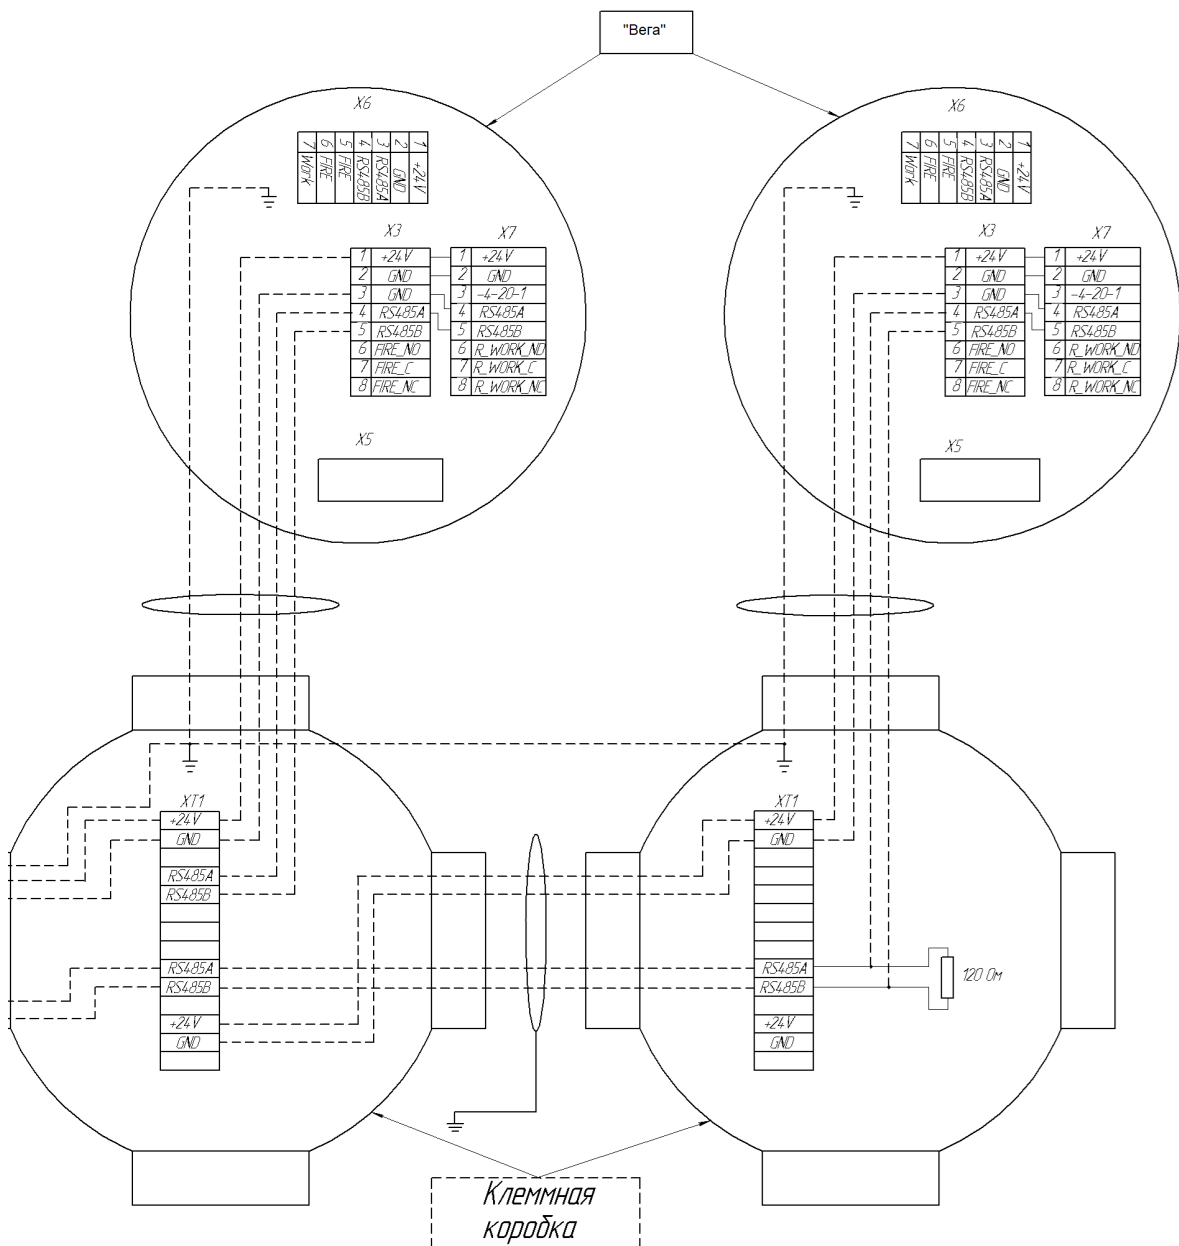 "Вега"
X6
1 +24V
2 GND
3 RS485A
4 RS485B
5 FIRE
6 FIRE
7 Work
X3
1 +24V
2 GND
3 GND
4 RS485A
5 RS485B
6 FIRE_NO
7 FIRE_C
8 FIRE_NC
X7
1 +24V
2 GND
3 -4-20-1
4 RS485A
5 RS485B
6 R_WORK_NO
7 R_WORK_C
8 R_WORK_NC
X5
X6
1 +24V
2 GND
3 RS485A
4 RS485B
5 FIRE
6 FIRE
7 Work
X3
1 +24V
2 GND
3 GND
4 RS485A
5 RS485B
6 FIRE_NO
7 FIRE_C
8 FIRE_NC
X7
1 +24V
2 GND
3 -4-20-1
4 RS485A
5 RS485B
6 R_WORK_NO
7 R_WORK_C
8 R_WORK_NC
X5
XT1
+24V
GND
RS485A
RS485B
RS485A
RS485B
+24V
GND
XT1
+24V
GND
RS485A
RS485B
+24V
GND
120 Ом
Клеммная
коробка